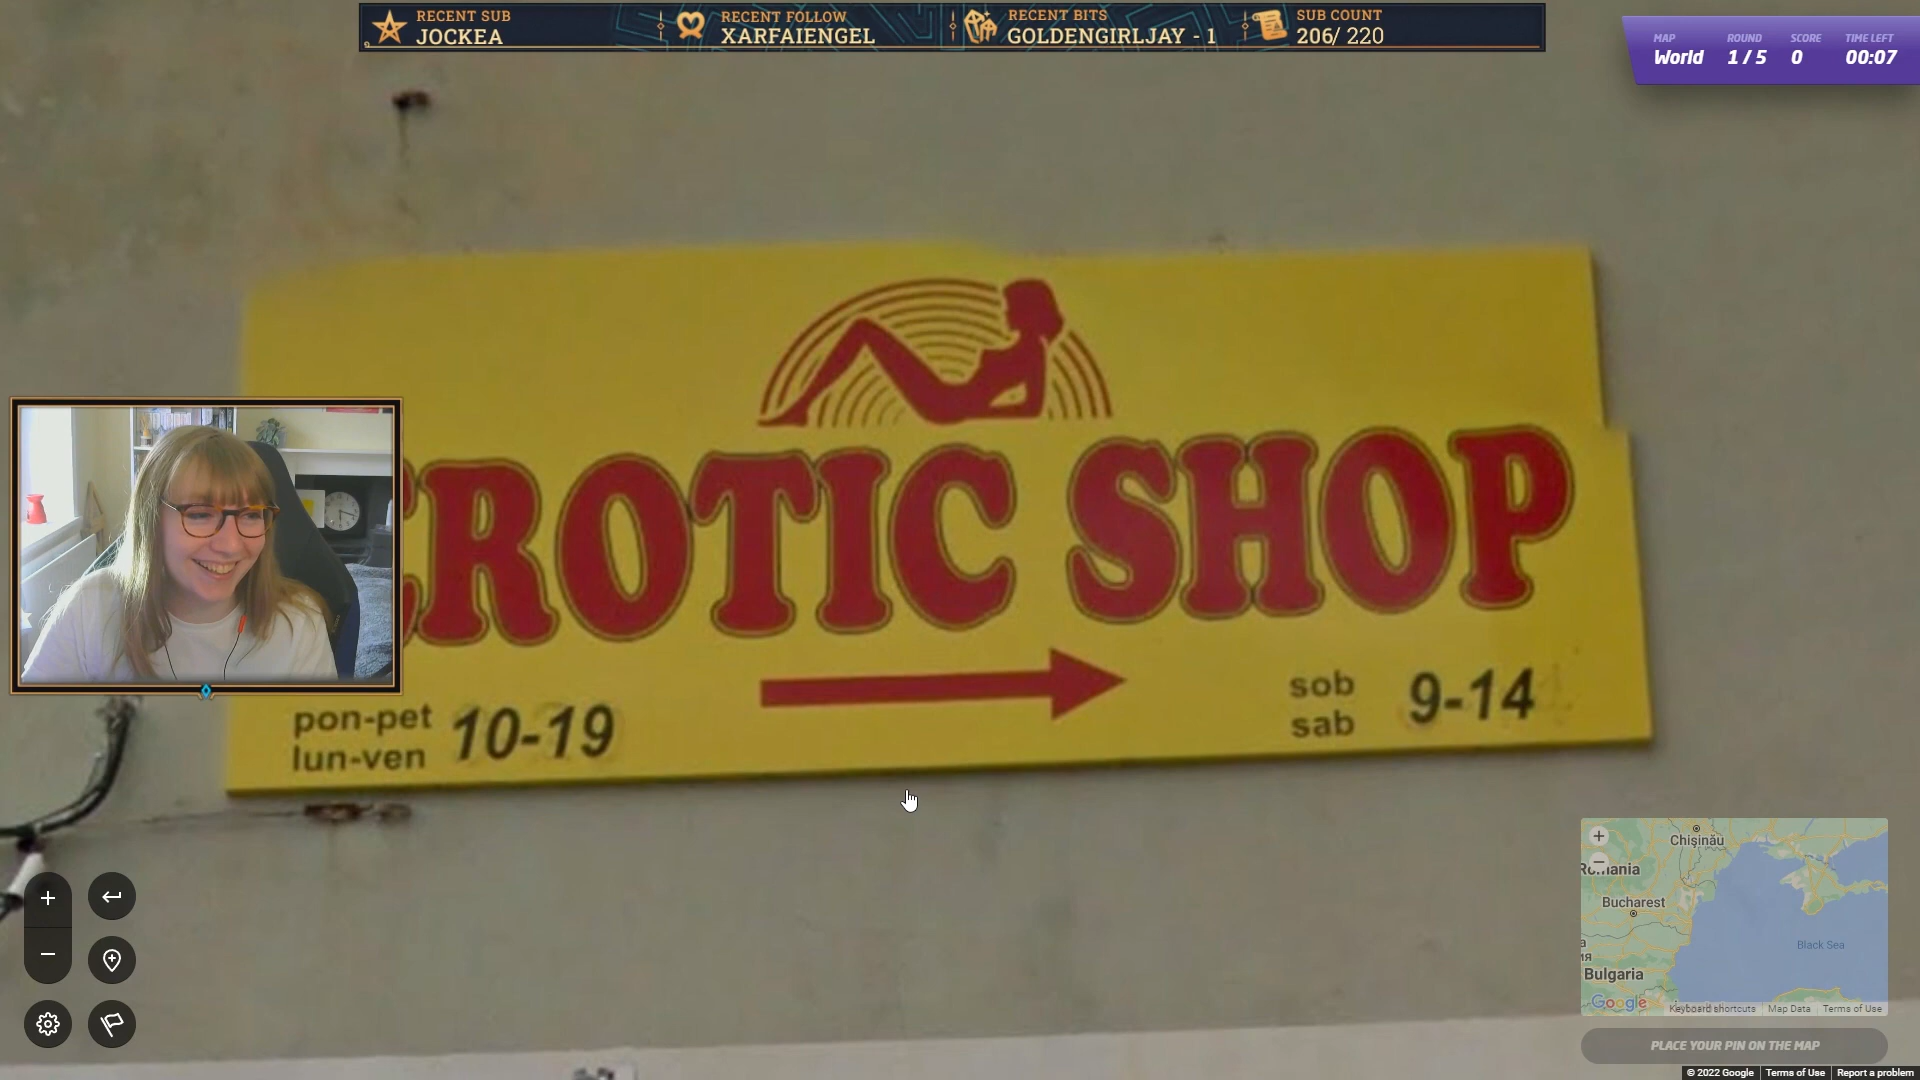 RECENT SUB
JOCKEA
RECENT FOLLOW
XARFAIENGEL
RECENT BITS
GOLDENGIRLJAY - 1
SUB COUNT
206/ 220
MAP
World
ROUND
1 / 5
SCORE
0
TIME LEFT
00:07
EROTIC SHOP
pon-pet
lun-ven
10-19
sob
sab
9-14
Chișinău
Romania
Bucharest
Black Sea
Bulgaria
Google
Keyboard shortcuts
Map Data
Terms of Use
PLACE YOUR PIN ON THE MAP
© 2022 Google
Terms of Use
Report a problem